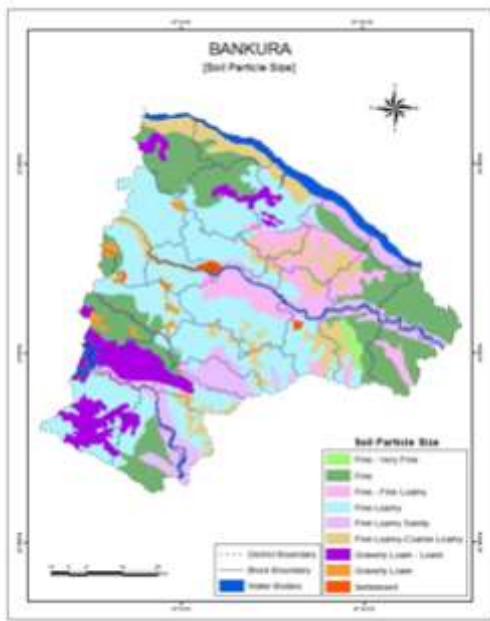 BANKURA
[Soil Particle Size]
Soil Particle Size
Fine - Very Fine
Fine
Fine - Fine Loamy
Fine Loamy
Fine Loamy Sandy
Fine Loamy-Coarse Loamy
Gravelly Loam - Loam
Gravelly Loam
Settlement
District Boundary
Block Boundary
Water Bodies